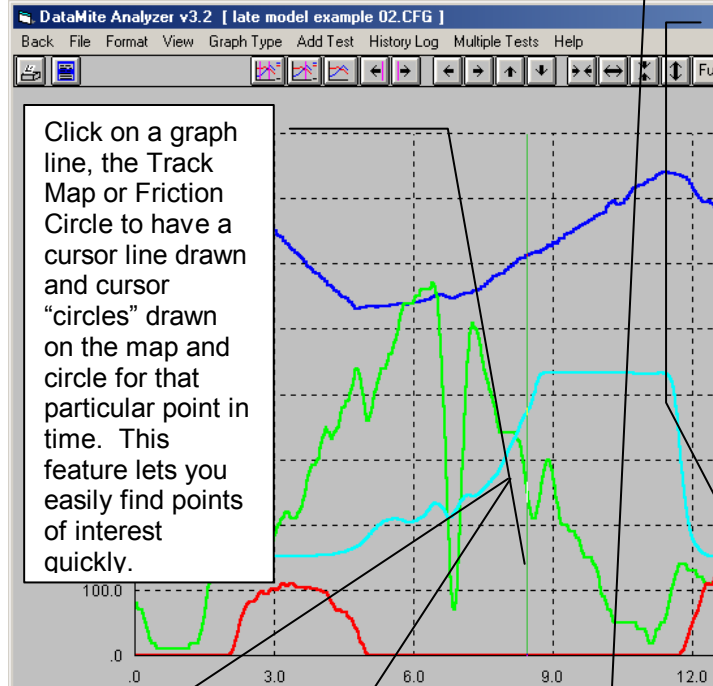 DataMite Analyzer v3.2 [ late model example 02.CFG ]
Back File Format View Graph Type Add Test History Log Multiple Tests Help
Fu
Click on a graph
line, the Track
Map or Friction
Circle to have a
cursor line drawn
and cursor
“circles” drawn
on the map and
circle for that
particular point in
time. This
feature lets you
easily find points
of interest
quickly.
100.0
.0
.0 3.0 6.0 9.0 12.0